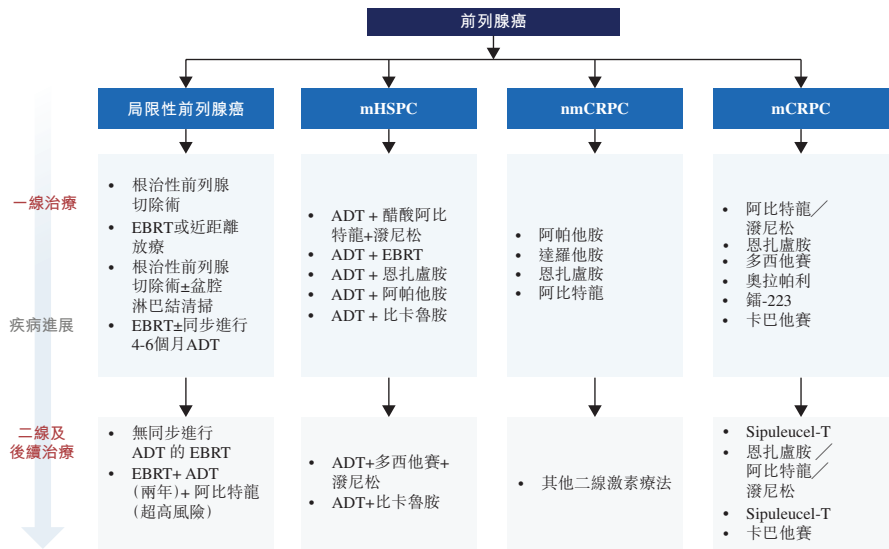 前列腺癌
局限性前列腺癌
mHSPC
nmCRPC
mCRPC
一線治療
• 根治性前列腺
切除術
• EBRT或近距離
放療
• 根治性前列腺
切除術±盆腔
淋巴結清掃
• EBRT±同步進行
4-6個月ADT
• ADT + 醋酸阿比
特龍+潑尼松
• ADT + EBRT
• ADT + 恩扎盧胺
• ADT + 阿帕他胺
• ADT + 比卡魯胺
• 阿帕他胺
• 達羅他胺
• 恩扎盧胺
• 阿比特龍
• 阿比特龍╱
潑尼松
• 恩扎盧胺
• 多西他賽
• 奧拉帕利
• 鐳-223
• 卡巴他賽
疾病進展
二線及
後續治療
• 無同步進行
ADT 的 EBRT
• EBRT+ ADT
(兩年)+ 阿比特龍
(超高風險)
• ADT+多西他賽+
潑尼松
• ADT+比卡魯胺
• 其他二線激素療法
• Sipuleucel-T
• 恩扎盧胺╱
阿比特龍╱
潑尼松
• Sipuleucel-T
• 卡巴他賽